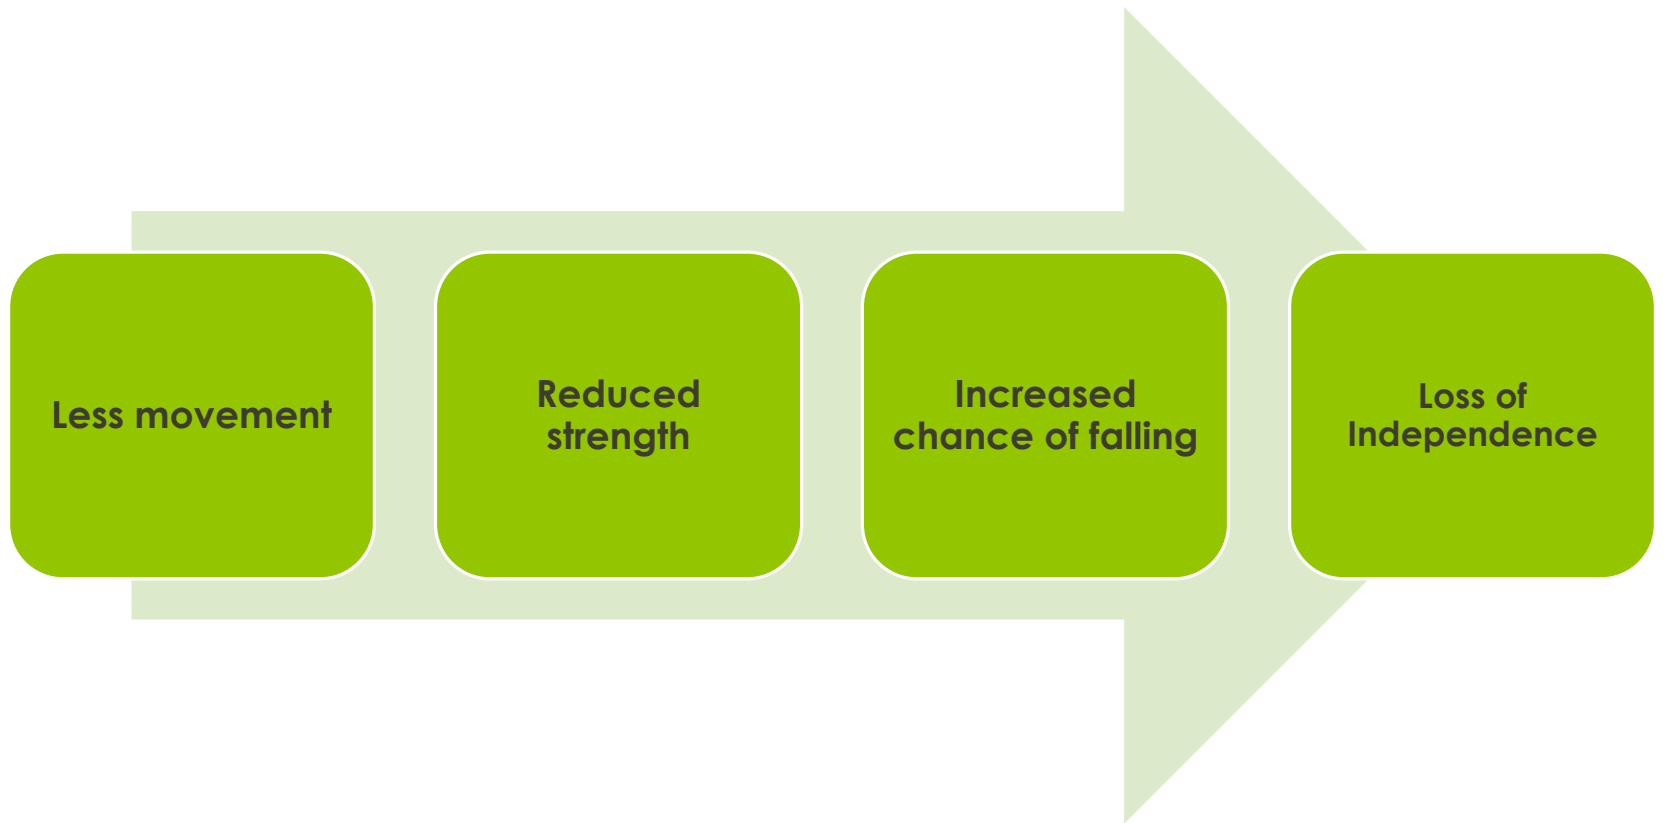 Less movement
Reduced
strength
Increased
chance of falling
Loss of
Independence